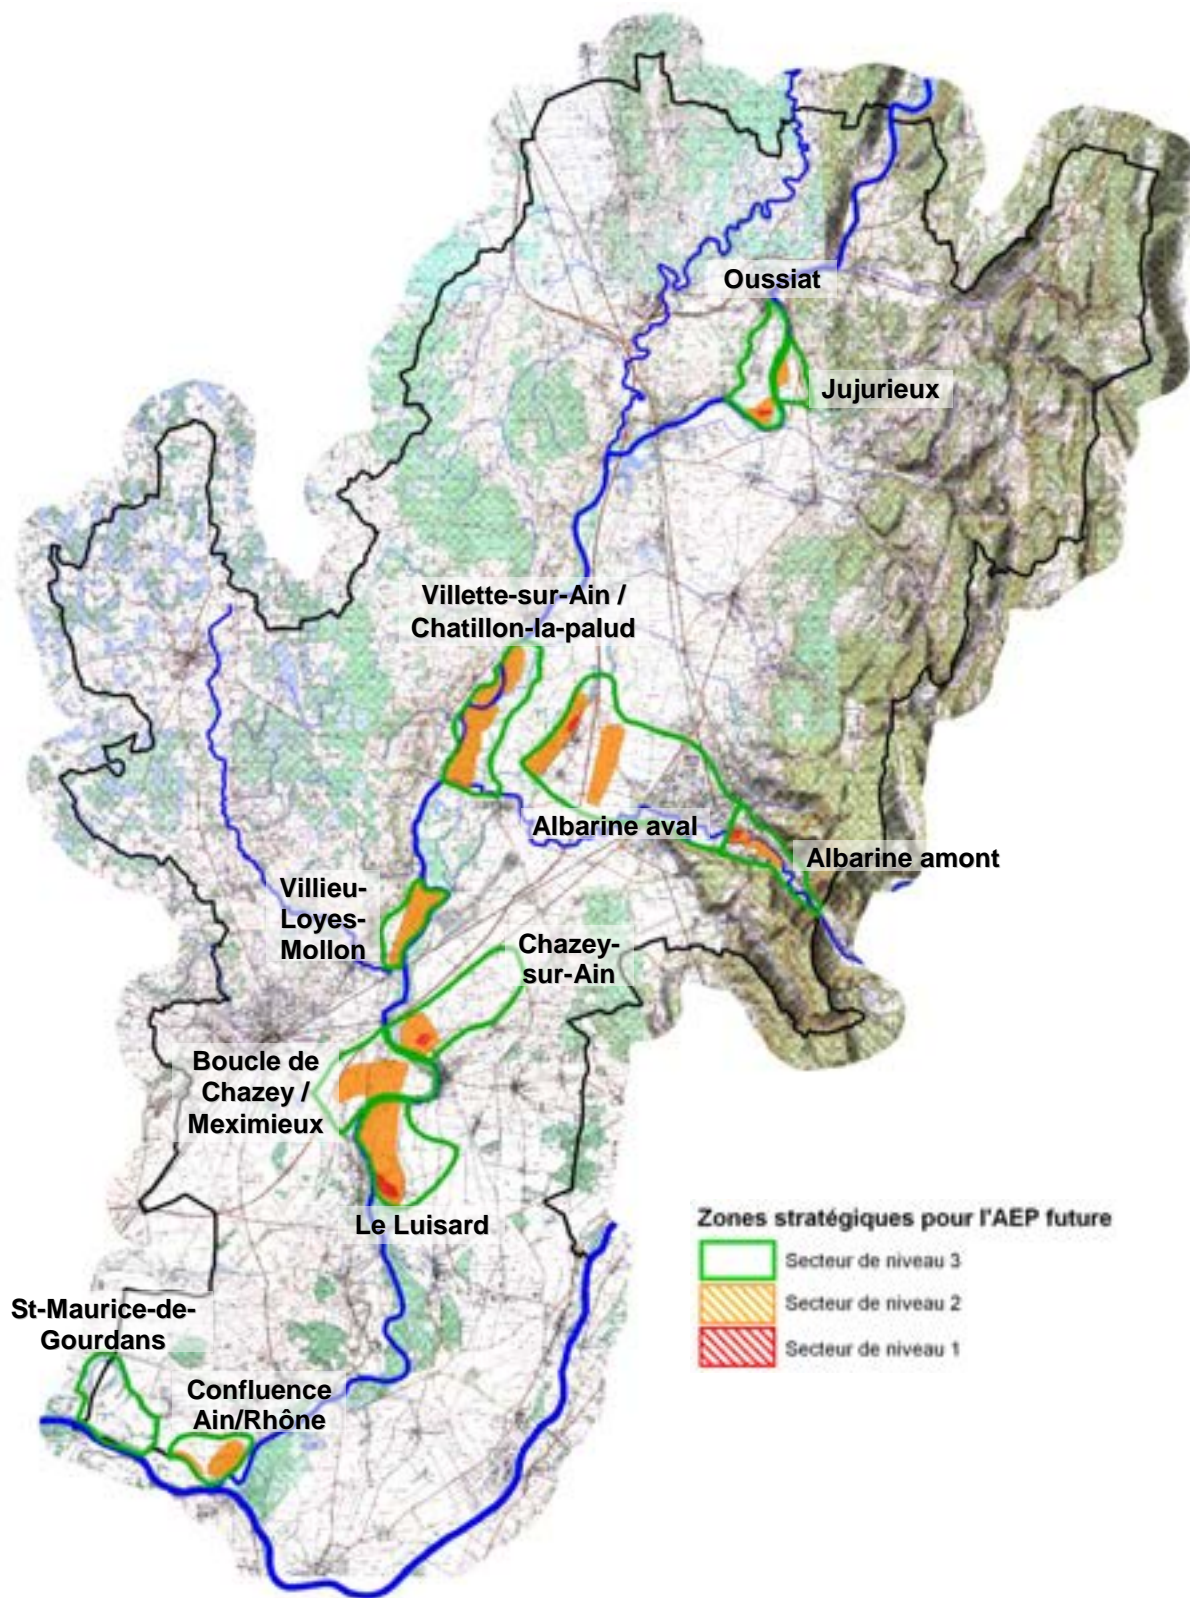 Oussiat
Jujurieux
Villette-sur-Ain /
Chatillon-la-palud
Albarine aval
Albarine amont
Villieu-
Loyes-
Mollon
Chazey-
sur-Ain
Boucle de
Chazey /
Meximieux
Le Luisard
Zones stratégiques pour l'AEP future
Secteur de niveau 3
Secteur de niveau 2
Secteur de niveau 1
St-Maurice-de-
Gourdans
Confluence
Ain/Rhône